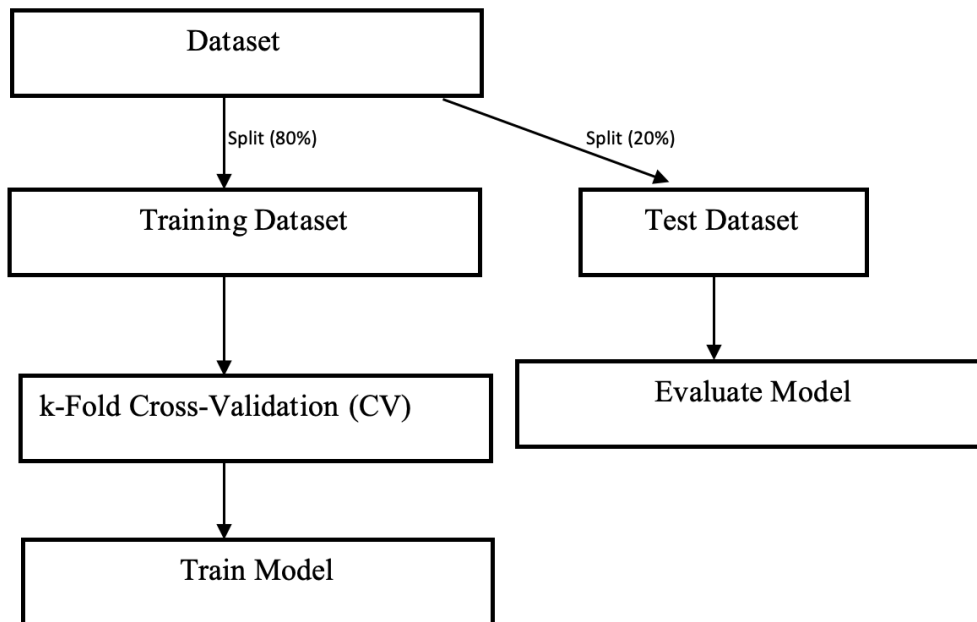 Dataset
Split (80%)
Split (20%)
Training Dataset
Test Dataset
k-Fold Cross-Validation (CV)
Evaluate Model
Train Model